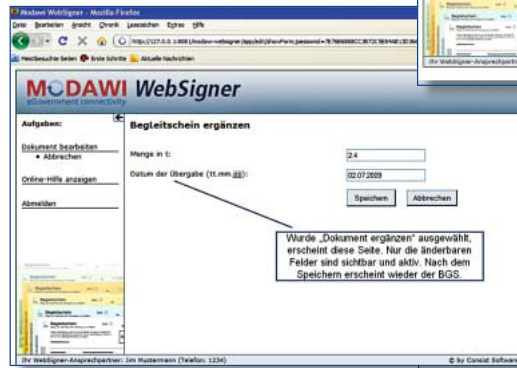 Modawi WebSigner - Mozilla Firefox
Datei Bearbeiten Ansicht Chronik Lesezeichen Extras Hilfe
Meistbesuchte Seiten Erste Schritte Aktuelle Nachrichten
MODAWI WebSigner
eGovernment connectivity
Aufgaben:
Dokument bearbeiten
• Abbrechen
Online-Hilfe anzeigen
Abmelden
Begleitschein ergänzen
Menge in t: 2.4
Datum der Übergabe (tt.mm.jjjj): 02.07.2009
Speichern Abbrechen
Wurde „Dokument ergänzen“ ausgewählt,
erscheint diese Seite. Nur die änderbaren
Felder sind sichtbar und aktiv. Nach dem
Speichern erscheint wieder der BGS.
Begleitschein
Begleitschein
Begleitschein
Ihr WebSigner-Ansprechpartner: Jim Mustermann (Telefon: 1234)
© by Consist Software
Ihr WebSigner-Ansprechpartn